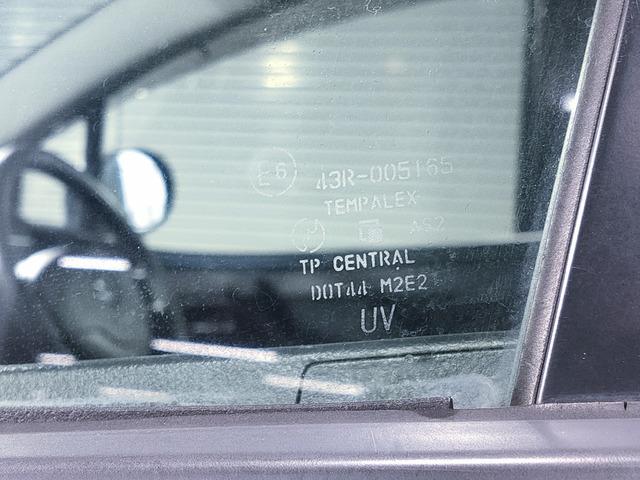 E6 43R-005165
TEMPALEX
AS2
TP CENTRAL
DOT44 M2E2
UV